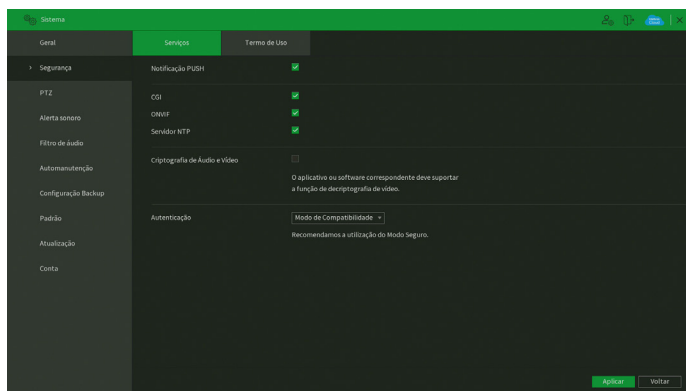 Sistema
Geral
Serviços
Termo de Uso
Segurança
Notificação PUSH
PTZ
CGI
Alerta sonoro
ONVIF
Servidor NTP
Filtro de áudio
Criptografia de Áudio e Vídeo
Automanutenção
O aplicativo ou software correspondente deve suportar
a função de decriptografia de vídeo.
Configuração Backup
Padrão
Autenticação
Modo de Compatibilidade
Recomendamos a utilização do Modo Seguro.
Atualização
Conta
Aplicar
Voltar